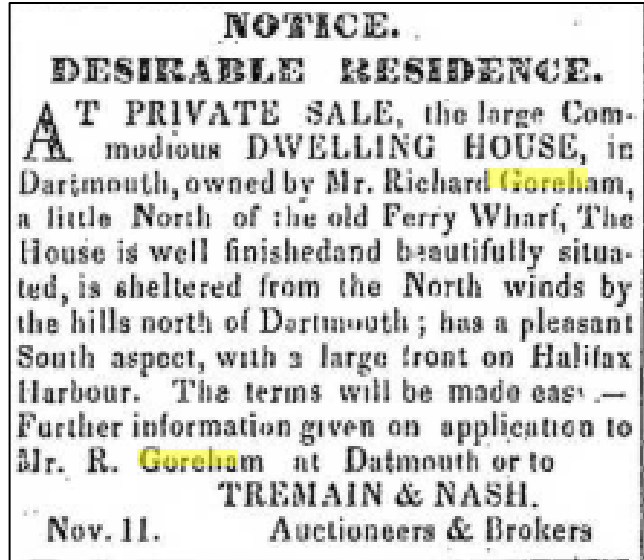 NOTICE.
DESIRABLE RESIDENCE.
AT PRIVATE SALE, the large Com-
modious DWELLING HOUSE, in
Dartmouth, owned by Mr. Richard Goreham,
a little North of the old Ferry Wharf, The
House is well finishedand beautifully situa-
ted, is sheltered from the North winds by
the hills north of Dartmouth; has a pleasant
South aspect, with a large front on Halifax
Harbour. The terms will be made easy.—
Further information given on application to
Mr. R. Goreham at Datmouth or to
TREMAIN & NASH.
Nov. 11. Auctioneers & Brokers